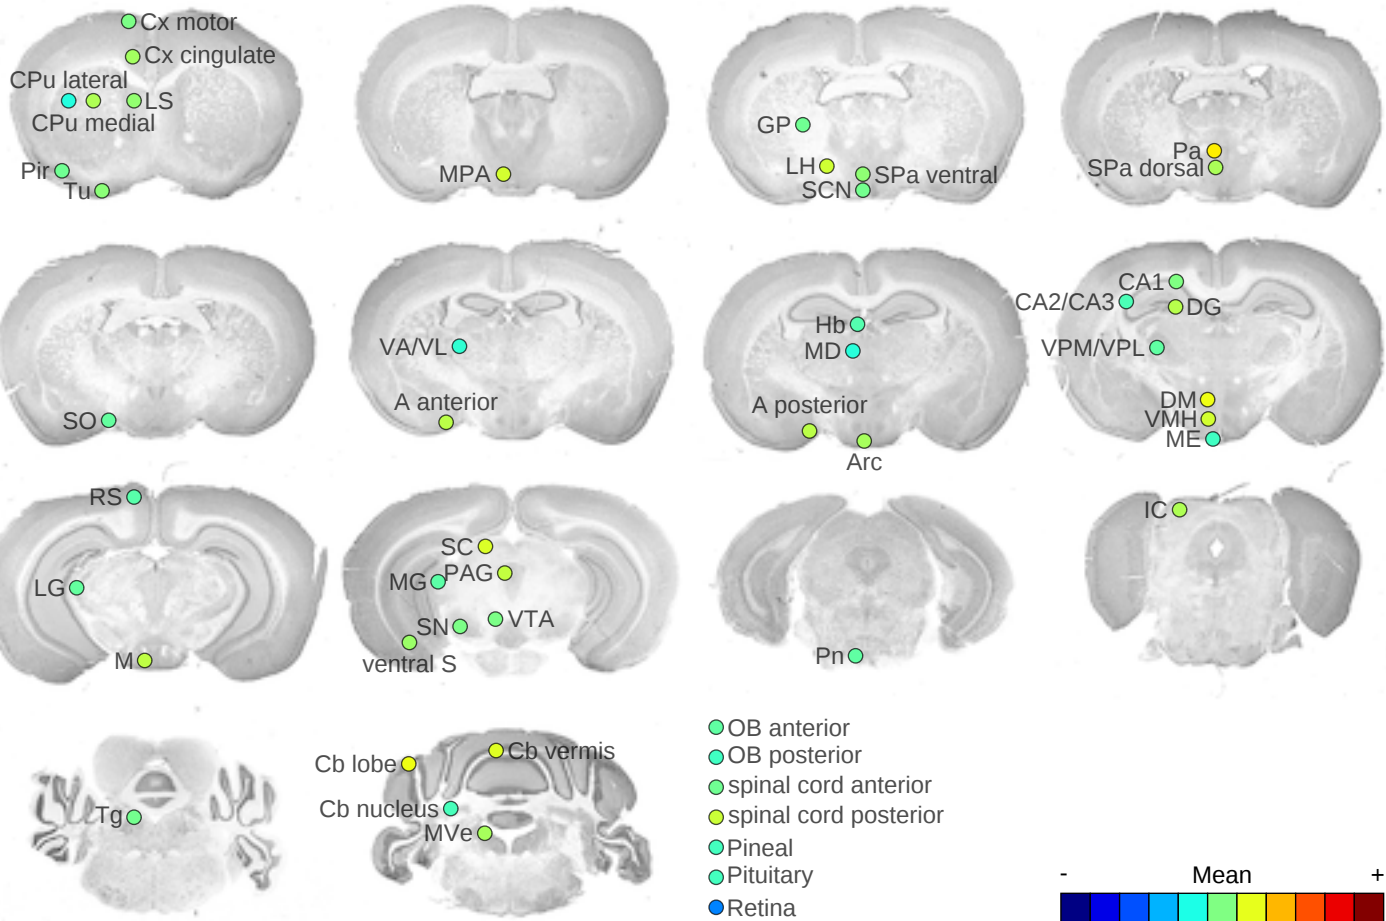 Cx motor
Cx cingulate
CPu lateral
LS
CPu medial
Pir
Tu
MPA
GP
LH
SPa ventral
SCN
Pa
SPa dorsal
SO
VA/VL
A anterior
Hb
MD
A posterior
Arc
CA1
CA2/CA3
DG
VPM/VPL
DM
VMH
ME
RS
LG
M
SC
PAG
MG
SN
VTA
ventral S
Pn
IC
Tg
Cb lobe
Cb vermis
Cb nucleus
MVe
OB anterior
OB posterior
spinal cord anterior
spinal cord posterior
Pineal
Pituitary
Retina
- Mean +